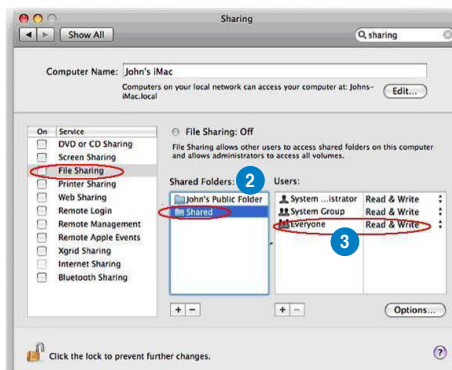 Sharing
Show All
sharing
Computer Name: John's iMac
Computers on your local network can access your computer at: Johns-
iMac.local
Edit...
On Service
DVD or CD Sharing
Screen Sharing
File Sharing
Printer Sharing
Web Sharing
Remote Login
Remote Management
Remote Apple Events
Xgrid Sharing
Internet Sharing
Bluetooth Sharing
File Sharing: Off
File Sharing allows other users to access shared folders on this computer
and allows administrators to access all volumes.
Shared Folders: 2
John's Public Folder
Shared
Users:
System ...istrator Read & Write
System Group Read & Write
Everyone Read & Write
3
+ −
+ −
Options...
Click the lock to prevent further changes.
?